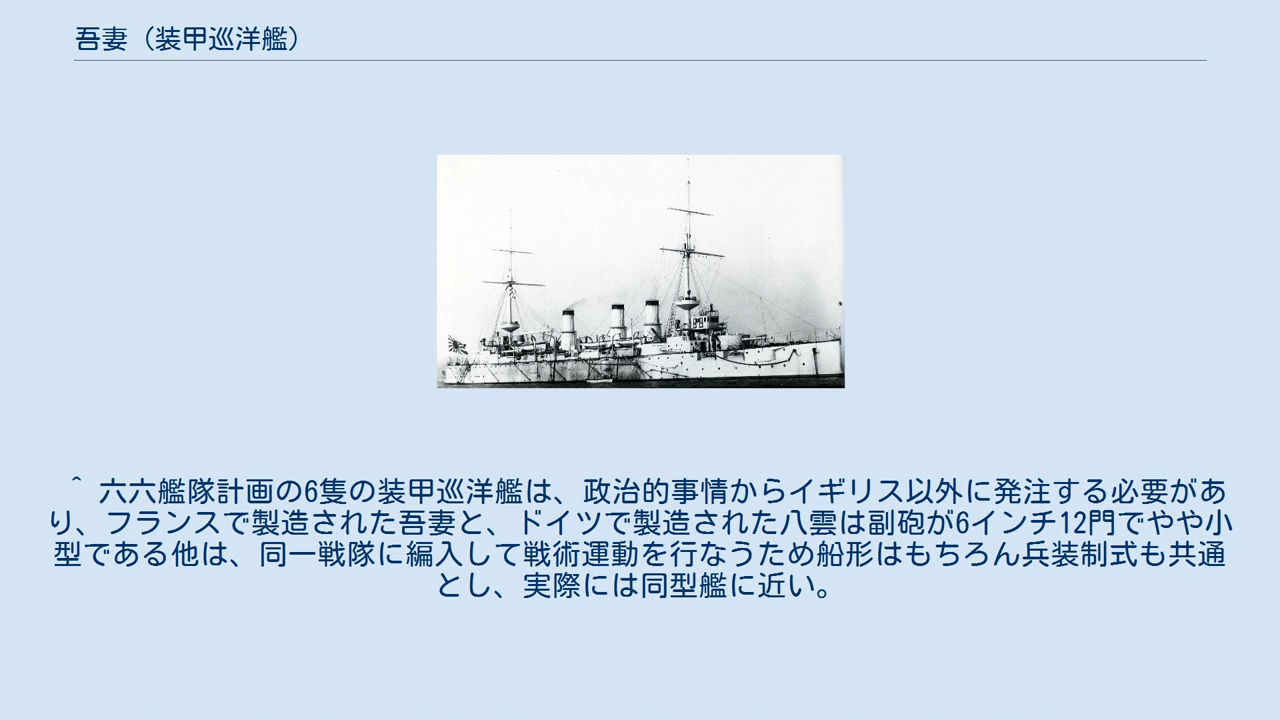 吾妻（装甲巡洋艦）
^ 六六艦隊計画の6隻の装甲巡洋艦は、政治的事情からイギリス以外に発注する必要があ
り、フランスで製造された吾妻と、ドイツで製造された八雲は副砲が6インチ12門でやや小
型である他は、同一戦隊に編入して戦術運動を行なうため船形はもちろん兵装制式も共通
とし、実際には同型艦に近い。